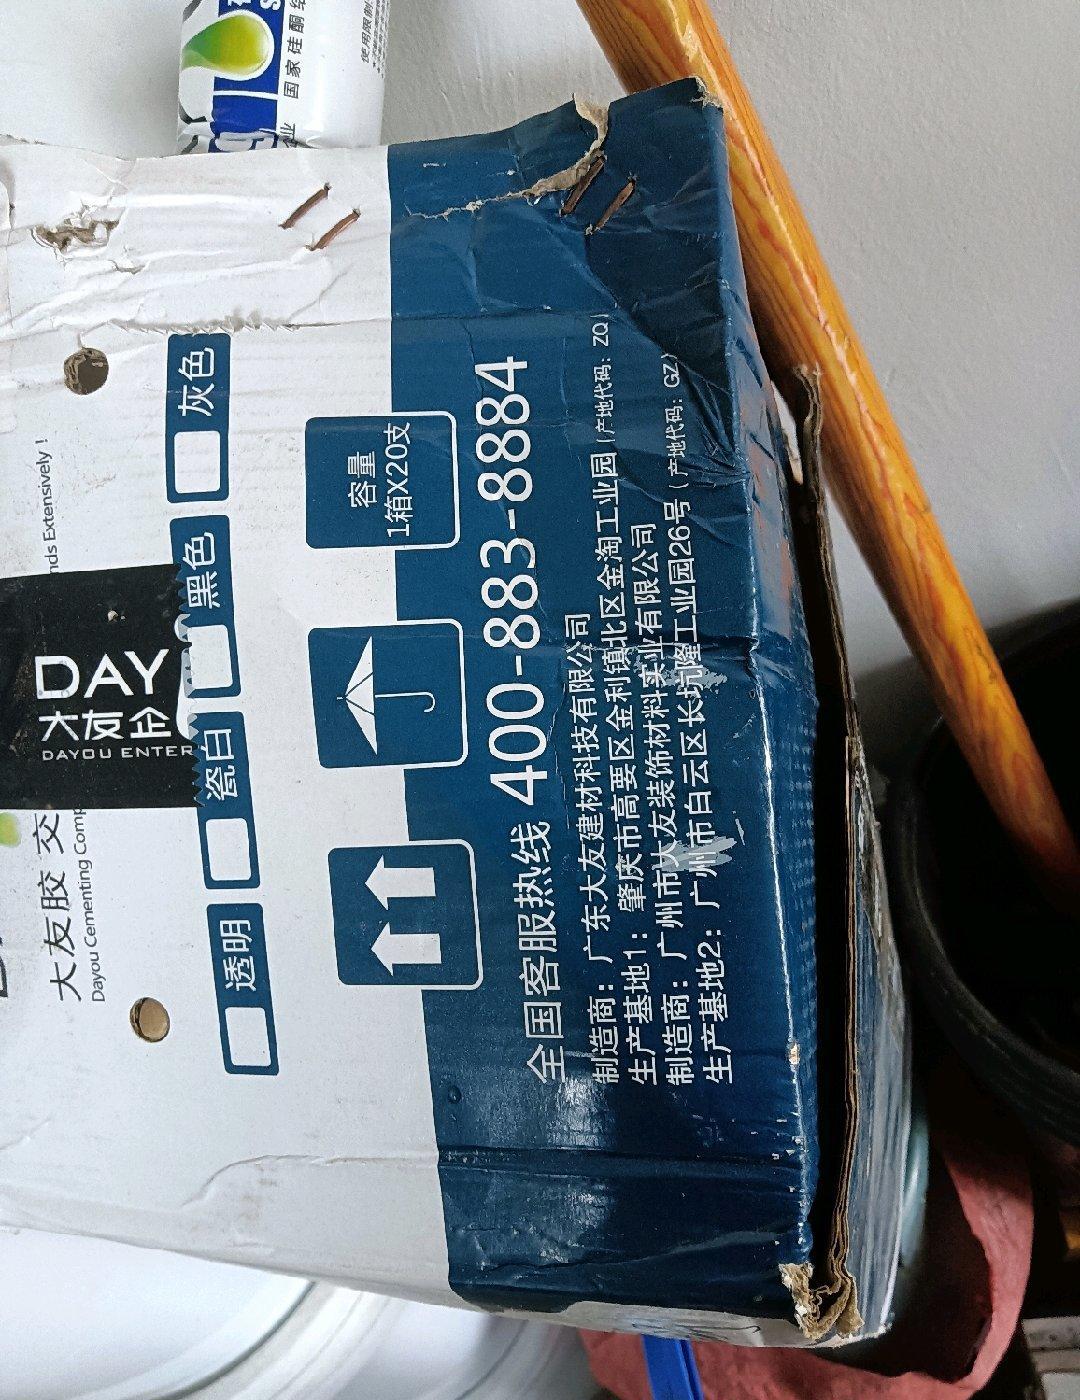 国家硅酮结
使用限制
nds Extensively !
DAY
大友企
DAYOU ENTER
大友胶 交
Dayou Cementing Comp
透明
瓷白
黑色
灰色
容量
1箱X20支
全国客服热线 400-883-8884
制造商：广东大友建材科技有限公司
生产基地1：肇庆市高要区金利镇北区金淘工业园（产地代码：ZQ）
制造商：广州市大友装饰材料实业有限公司
生产基地2：广州市白云区长坑隆工业园26号（产地代码：GZ）